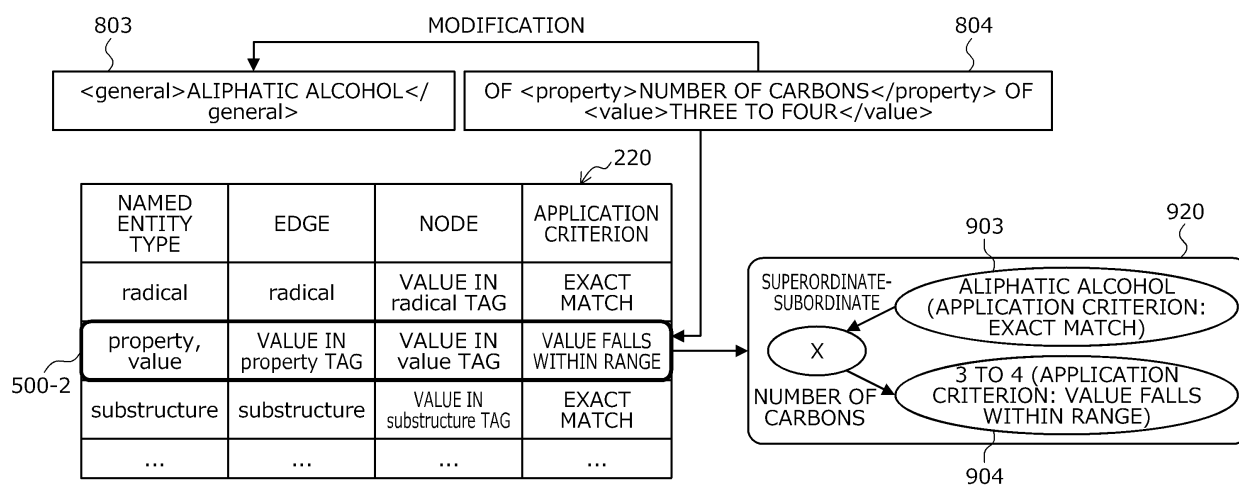 803
MODIFICATION
804
<general>ALIPHATIC ALCOHOL</
general>
OF <property>NUMBER OF CARBONS</property> OF
<value>THREE TO FOUR</value>
220
NAMED
ENTITY
TYPE
EDGE
NODE
APPLICATION
CRITERION
radical
radical
VALUE IN
radical TAG
EXACT
MATCH
property,
value
VALUE IN
property TAG
VALUE IN
value TAG
VALUE FALLS
WITHIN RANGE
500-2
substructure
substructure
VALUE IN
substructure TAG
EXACT
MATCH
...
...
...
...
903
920
SUPERORDINATE-
SUBORDINATE
ALIPHATIC ALCOHOL
(APPLICATION CRITERION:
EXACT MATCH)
X
NUMBER OF
CARBONS
3 TO 4 (APPLICATION
CRITERION: VALUE FALLS
WITHIN RANGE)
904